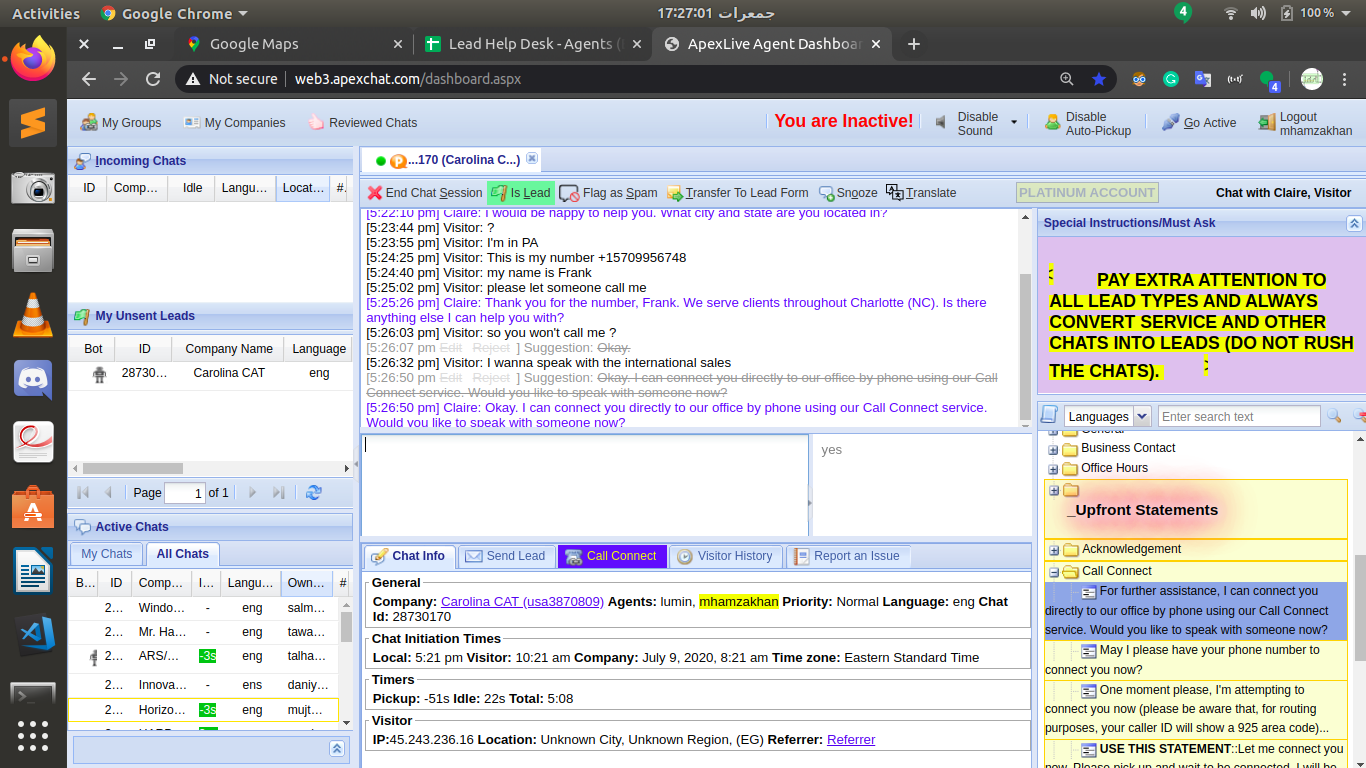 Activities
Google Chrome
جمعرات 17:27:01
4
100 %
Google Maps
Lead Help Desk - Agents (
ApexLive Agent Dashboar
Not secure
web3.apexchat.com/dashboard.aspx
4
My Groups
My Companies
Reviewed Chats
You are Inactive!
Disable Sound
Disable Auto-Pickup
Go Active
Logout mhamzakhan
Incoming Chats
ID Comp… Idle Langu… Locat… #
My Unsent Leads
Bot ID Company Name Language
28730… Carolina CAT eng
Page 1 of 1
Active Chats
My Chats All Chats
B… ID Comp… I… Langu… Own… #
2… Windo… - eng salm…
2… Mr. Ha… - eng tawa…
2… ARS/… -3s eng talha…
2… Innova… - ens daniy…
2… Horizo… -3s eng mujt…
...170 (Carolina C...)
End Chat Session Is Lead Flag as Spam Transfer To Lead Form Snooze Translate
PLATINUM ACCOUNT
Chat with Claire, Visitor
[5:22:10 pm] Claire: I would be happy to help you. What city and state are you located in?
[5:23:44 pm] Visitor: ?
[5:23:55 pm] Visitor: I'm in PA
[5:24:25 pm] Visitor: This is my number +15709956748
[5:24:40 pm] Visitor: my name is Frank
[5:25:02 pm] Visitor: please let someone call me
[5:25:26 pm] Claire: Thank you for the number, Frank. We serve clients throughout Charlotte (NC). Is there
anything else I can help you with?
[5:26:03 pm] Visitor: so you won't call me ?
[5:26:07 pm Edit Reject ] Suggestion: Okay.
[5:26:32 pm] Visitor: I wanna speak with the international sales
[5:26:50 pm Edit Reject ] Suggestion: Okay. I can connect you directly to our office by phone using our Call
Connect service. Would you like to speak with someone now?
[5:26:50 pm] Claire: Okay. I can connect you directly to our office by phone using our Call Connect service.
Would you like to speak with someone now?
yes
Chat Info Send Lead Call Connect Visitor History Report an Issue
General
Company: Carolina CAT (usa3870809) Agents: lumin, mhamzakhan Priority: Normal Language: eng Chat
Id: 28730170
Chat Initiation Times
Local: 5:21 pm Visitor: 10:21 am Company: July 9, 2020, 8:21 am Time zone: Eastern Standard Time
Timers
Pickup: -51s Idle: 22s Total: 5:08
Visitor
IP:45.243.236.16 Location: Unknown City, Unknown Region, (EG) Referrer: Referrer
Special Instructions/Must Ask
PAY EXTRA ATTENTION TO
ALL LEAD TYPES AND ALWAYS
CONVERT SERVICE AND OTHER
CHATS INTO LEADS (DO NOT RUSH
THE CHATS).
Languages
Enter search text
General
Business Contact
Office Hours
_Upfront Statements
Acknowledgement
Call Connect
For further assistance, I can connect you
directly to our office by phone using our Call Connect
service. Would you like to speak with someone now?
May I please have your phone number to
connect you now?
One moment please, I'm attempting to
connect you now (please be aware that, for routing
purposes, your caller ID will show a 925 area code)...
USE THIS STATEMENT::Let me connect you
now. Please pick up and wait to be connected. I will be